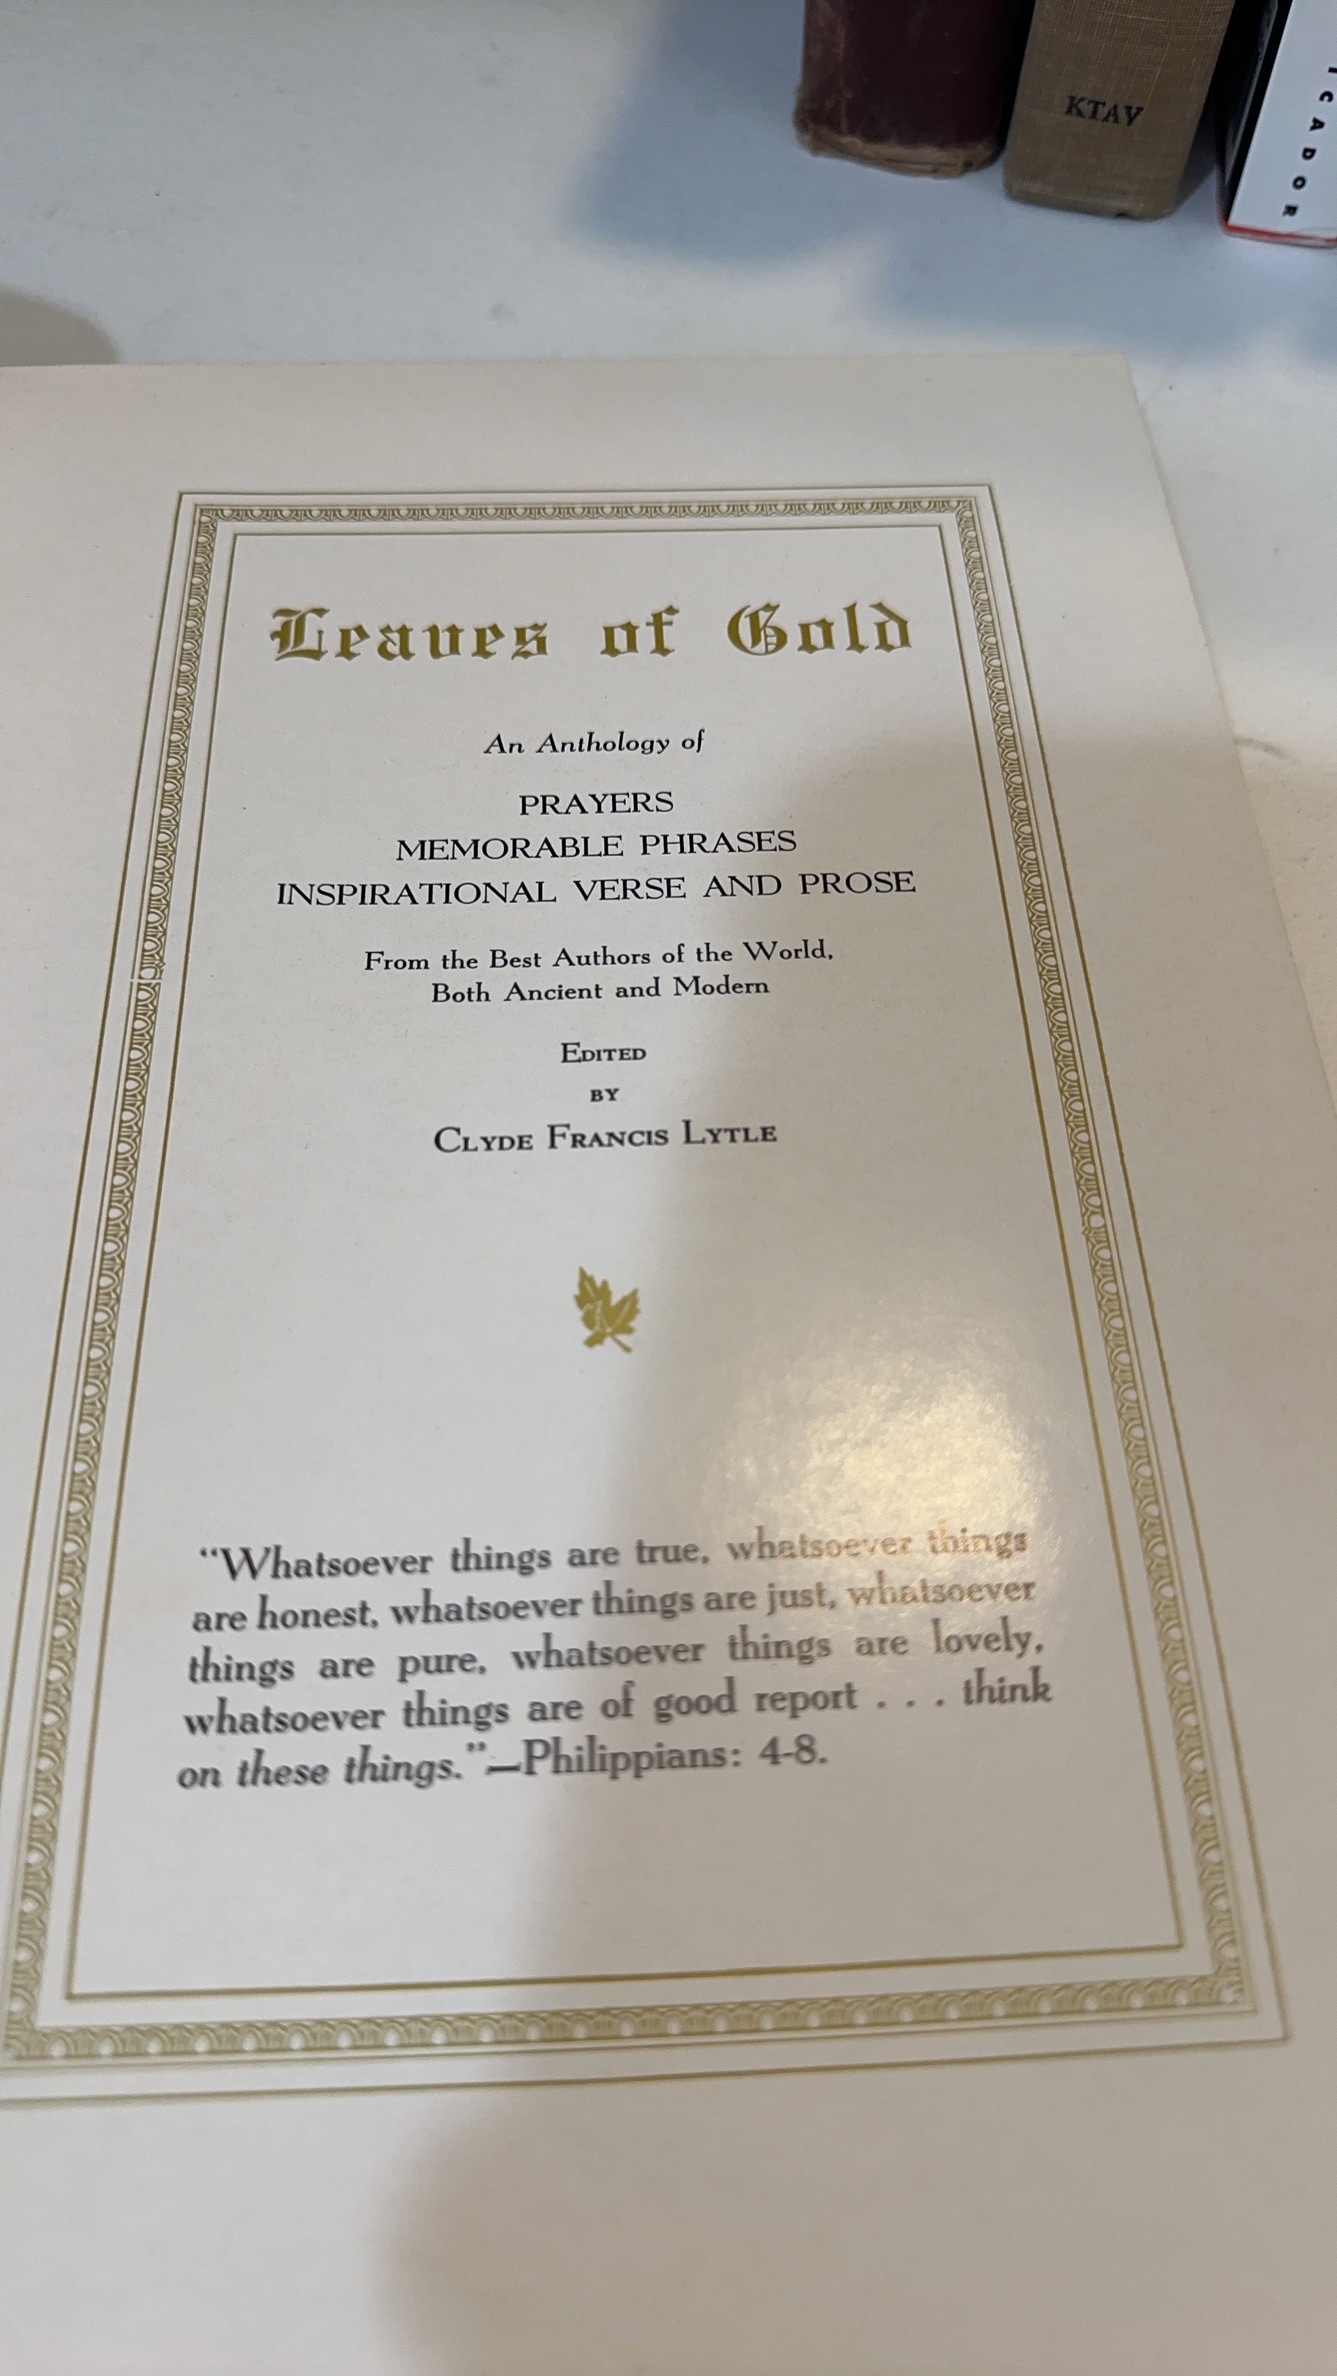 KTAV
ICADOR
Leaves of Gold
An Anthology of
PRAYERS
MEMORABLE PHRASES
INSPIRATIONAL VERSE AND PROSE
From the Best Authors of the World,
Both Ancient and Modern
EDITED
BY
CLYDE FRANCIS LYTLE
"Whatsoever things are true, whatsoever things
are honest, whatsoever things are just, whatsoever
things are pure, whatsoever things are lovely,
whatsoever things are of good report . . . think
on these things."—Philippians: 4-8.